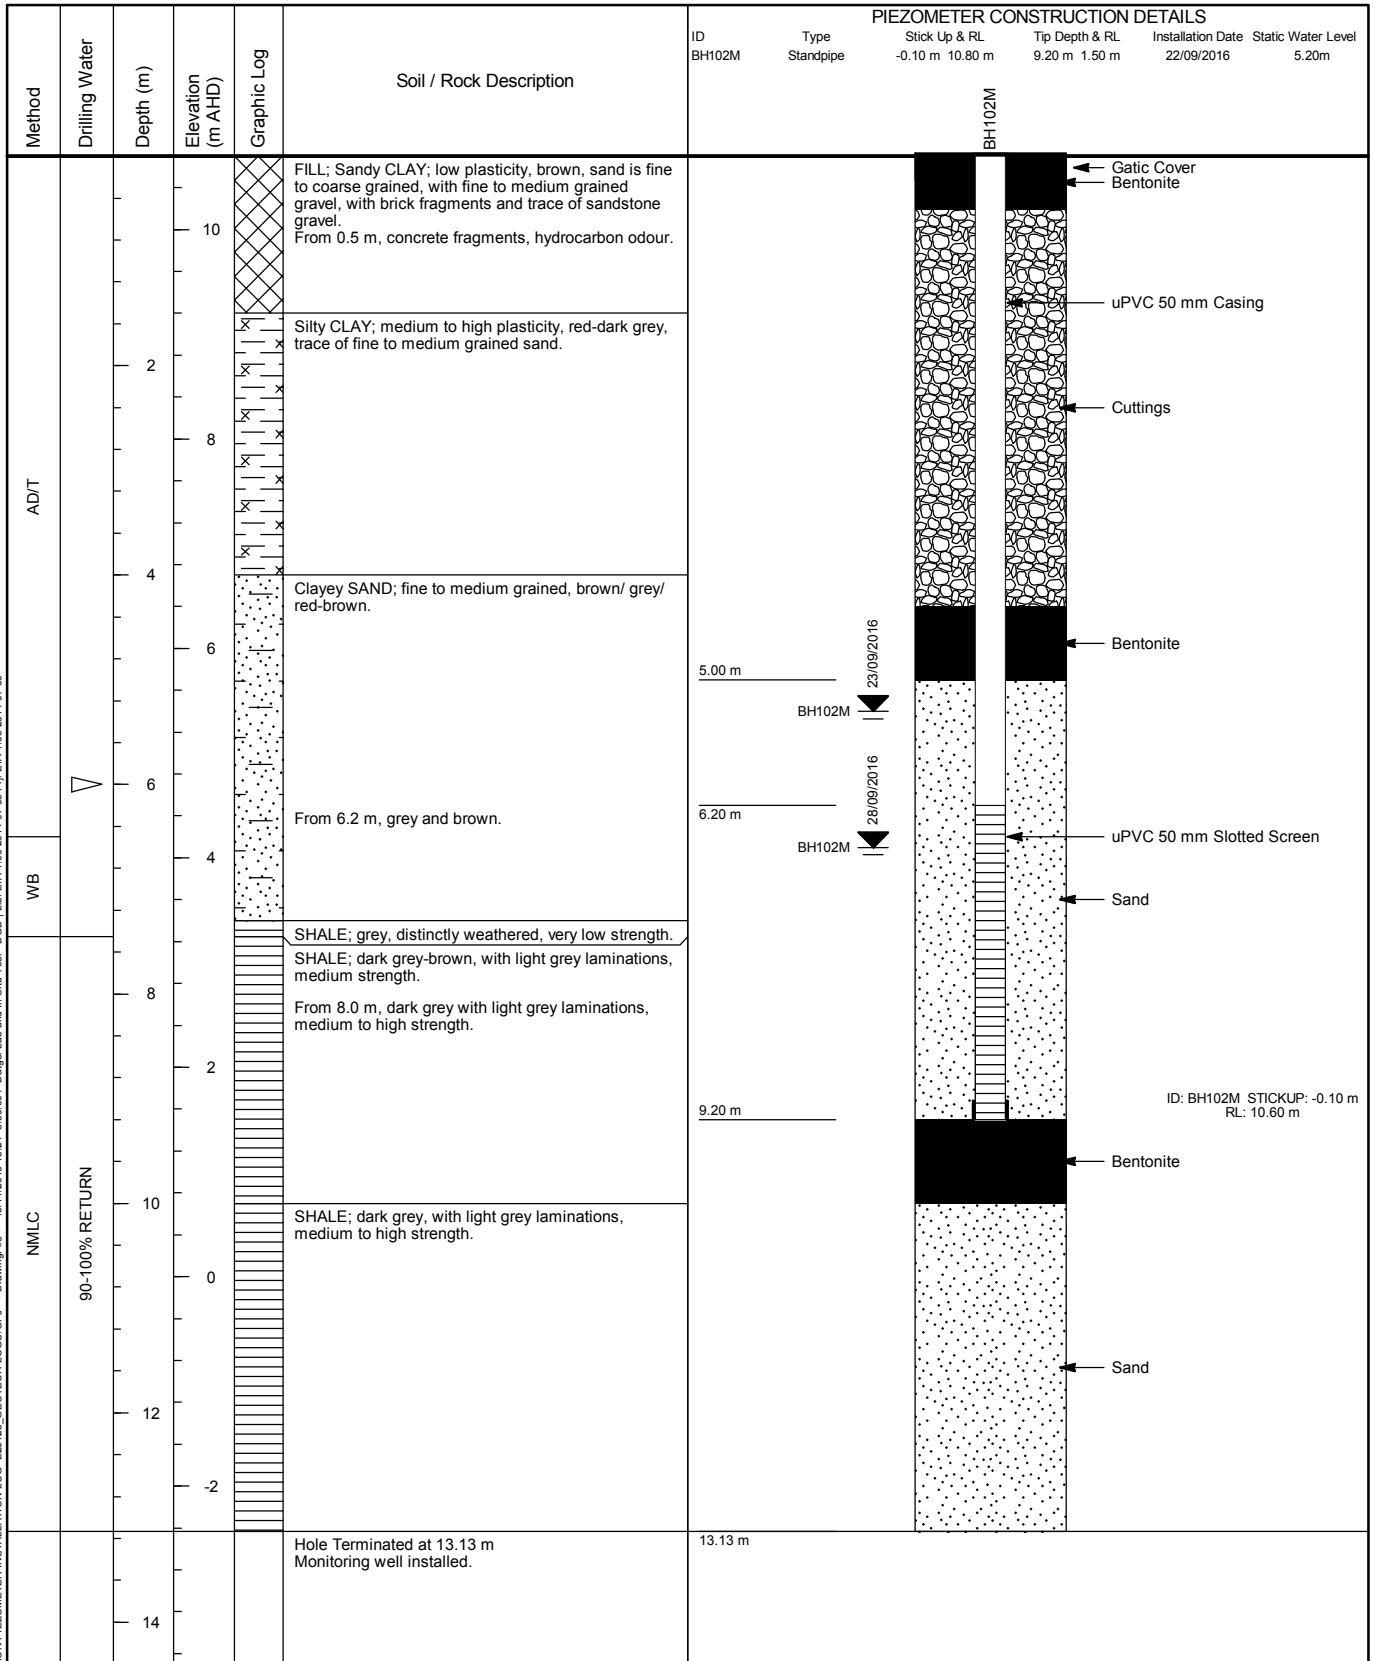 PIEZOMETER CONSTRUCTION DETAILS
ID Type Stick Up & RL Tip Depth & RL Installation Date Static Water Level
BH102M Standpipe -0.10 m 10.80 m 9.20 m 1.50 m 22/09/2016 5.20m
Method
Drilling Water
Depth (m)
Elevation
(m AHD)
Graphic Log
Soil / Rock Description
BH102M
FILL; Sandy CLAY; low plasticity, brown, sand is fine
to coarse grained, with fine to medium grained
gravel, with brick fragments and trace of sandstone
gravel.
From 0.5 m, concrete fragments, hydrocarbon odour.
Gatic Cover
Bentonite
10
uPVC 50 mm Casing
Silty CLAY; medium to high plasticity, red-dark grey,
trace of fine to medium grained sand.
2
Cuttings
8
AD/T
4
Clayey SAND; fine to medium grained, brown/ grey/
red-brown.
6
Bentonite
5.00 m
23/09/2016
BH102M
6
6.20 m
28/09/2016
From 6.2 m, grey and brown.
uPVC 50 mm Slotted Screen
BH102M
4
WB
Sand
SHALE; grey, distinctly weathered, very low strength.
SHALE; dark grey-brown, with light grey laminations,
medium strength.
8
From 8.0 m, dark grey with light grey laminations,
medium to high strength.
2
9.20 m
ID: BH102M STICKUP: -0.10 m
RL: 10.60 m
Bentonite
10
NMLC
90-100% RETURN
SHALE; dark grey, with light grey laminations,
medium to high strength.
0
Sand
12
-2
Hole Terminated at 13.13 m
Monitoring well installed.
13.13 m
14